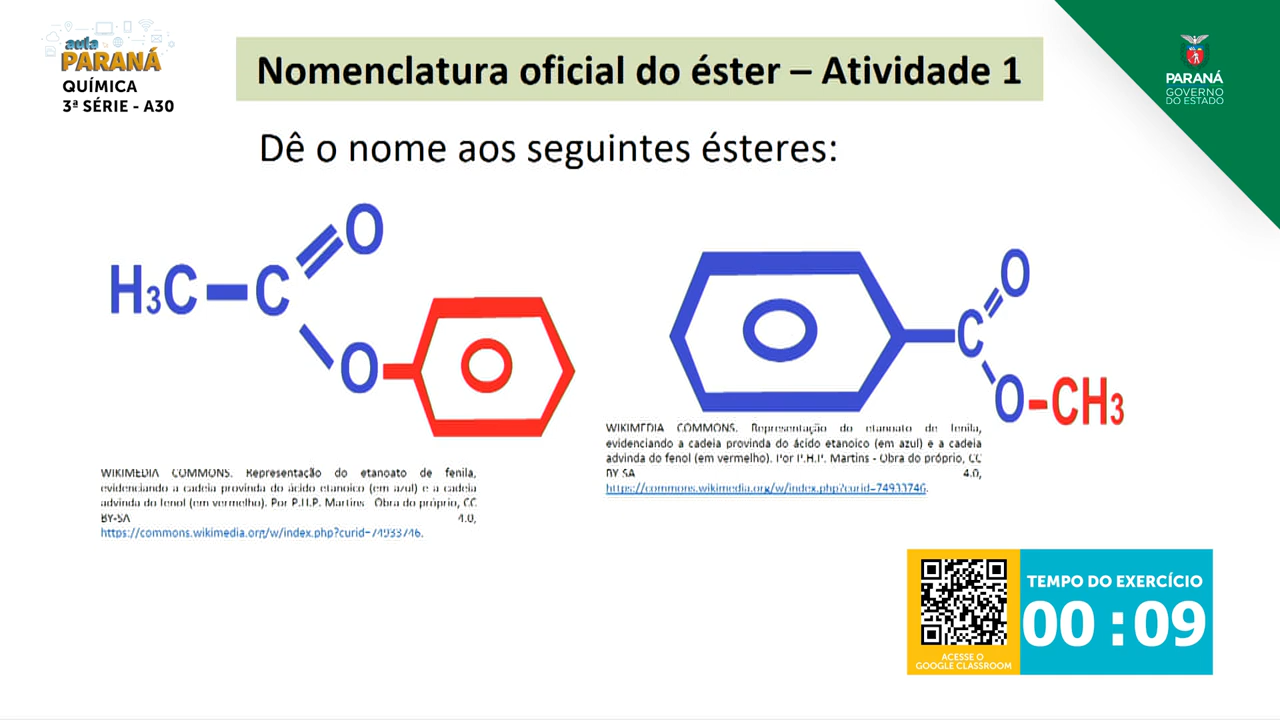 aula
PARANÁ
QUÍMICA
3ª SÉRIE - A30
Nomenclatura oficial do éster – Atividade 1
PARANÁ
GOVERNO
DO ESTADO
Dê o nome aos seguintes ésteres:
H3C C O
O
C O
O CH3
WIKIMEDIA COMMONS. Representação do etanoato de fenila,
evidenciando a cadeia provinda do ácido etanoico (em azul) e a cadeia
advinda do fenol (em vermelho). Por P.H.P. Martins - Obra do próprio, CC
BY-SA 4.0,
https://commons.wikimedia.org/w/index.php?curid=74933746.
WIKIMEDIA COMMONS. Representação do etanoato de fenila,
evidenciando a cadeia provinda do ácido etanoico (em azul) e a cadeia
advinda do fenol (em vermelho). Por P.H.P. Martins - Obra do próprio, CC
BY SA 4.0,
https://commons.wikimedia.org/w/index.php?curid=74933746.
ACESSE O
GOOGLE CLASSROOM
TEMPO DO EXERCÍCIO
00 : 09